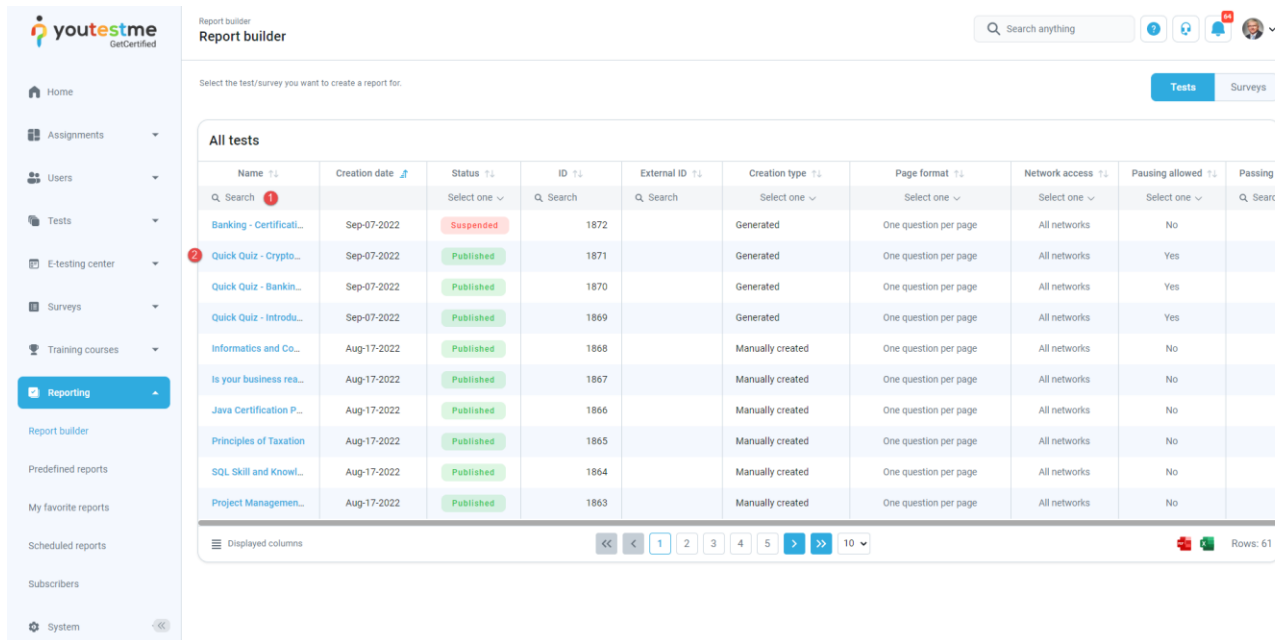 youtestme
GetCertified
Report builder
Report builder
Search anything
?
64
Home
Assignments
Users
Tests
E-testing center
Surveys
Training courses
Reporting
Report builder
Predefined reports
My favorite reports
Scheduled reports
Subscribers
System
Select the test/survey you want to create a report for.
Tests Surveys
All tests
Name Creation date Status ID External ID Creation type Page format Network access Pausing allowed Passing
Search 1 Select one Search Search Select one Select one Select one Select one Searc
Banking - Certificati... Sep-07-2022 Suspended 1872 Generated One question per page All networks No
2 Quick Quiz - Crypto... Sep-07-2022 Published 1871 Generated One question per page All networks Yes
Quick Quiz - Bankin... Sep-07-2022 Published 1870 Generated One question per page All networks Yes
Quick Quiz - Introdu... Sep-07-2022 Published 1869 Generated One question per page All networks Yes
Informatics and Co... Aug-17-2022 Published 1868 Manually created One question per page All networks No
Is your business rea... Aug-17-2022 Published 1867 Manually created One question per page All networks No
Java Certification P... Aug-17-2022 Published 1866 Manually created One question per page All networks No
Principles of Taxation Aug-17-2022 Published 1865 Manually created One question per page All networks No
SQL Skill and Knowl... Aug-17-2022 Published 1864 Manually created One question per page All networks No
Project Managemen... Aug-17-2022 Published 1863 Manually created One question per page All networks No
Displayed columns 1 2 3 4 5 10 Rows: 61